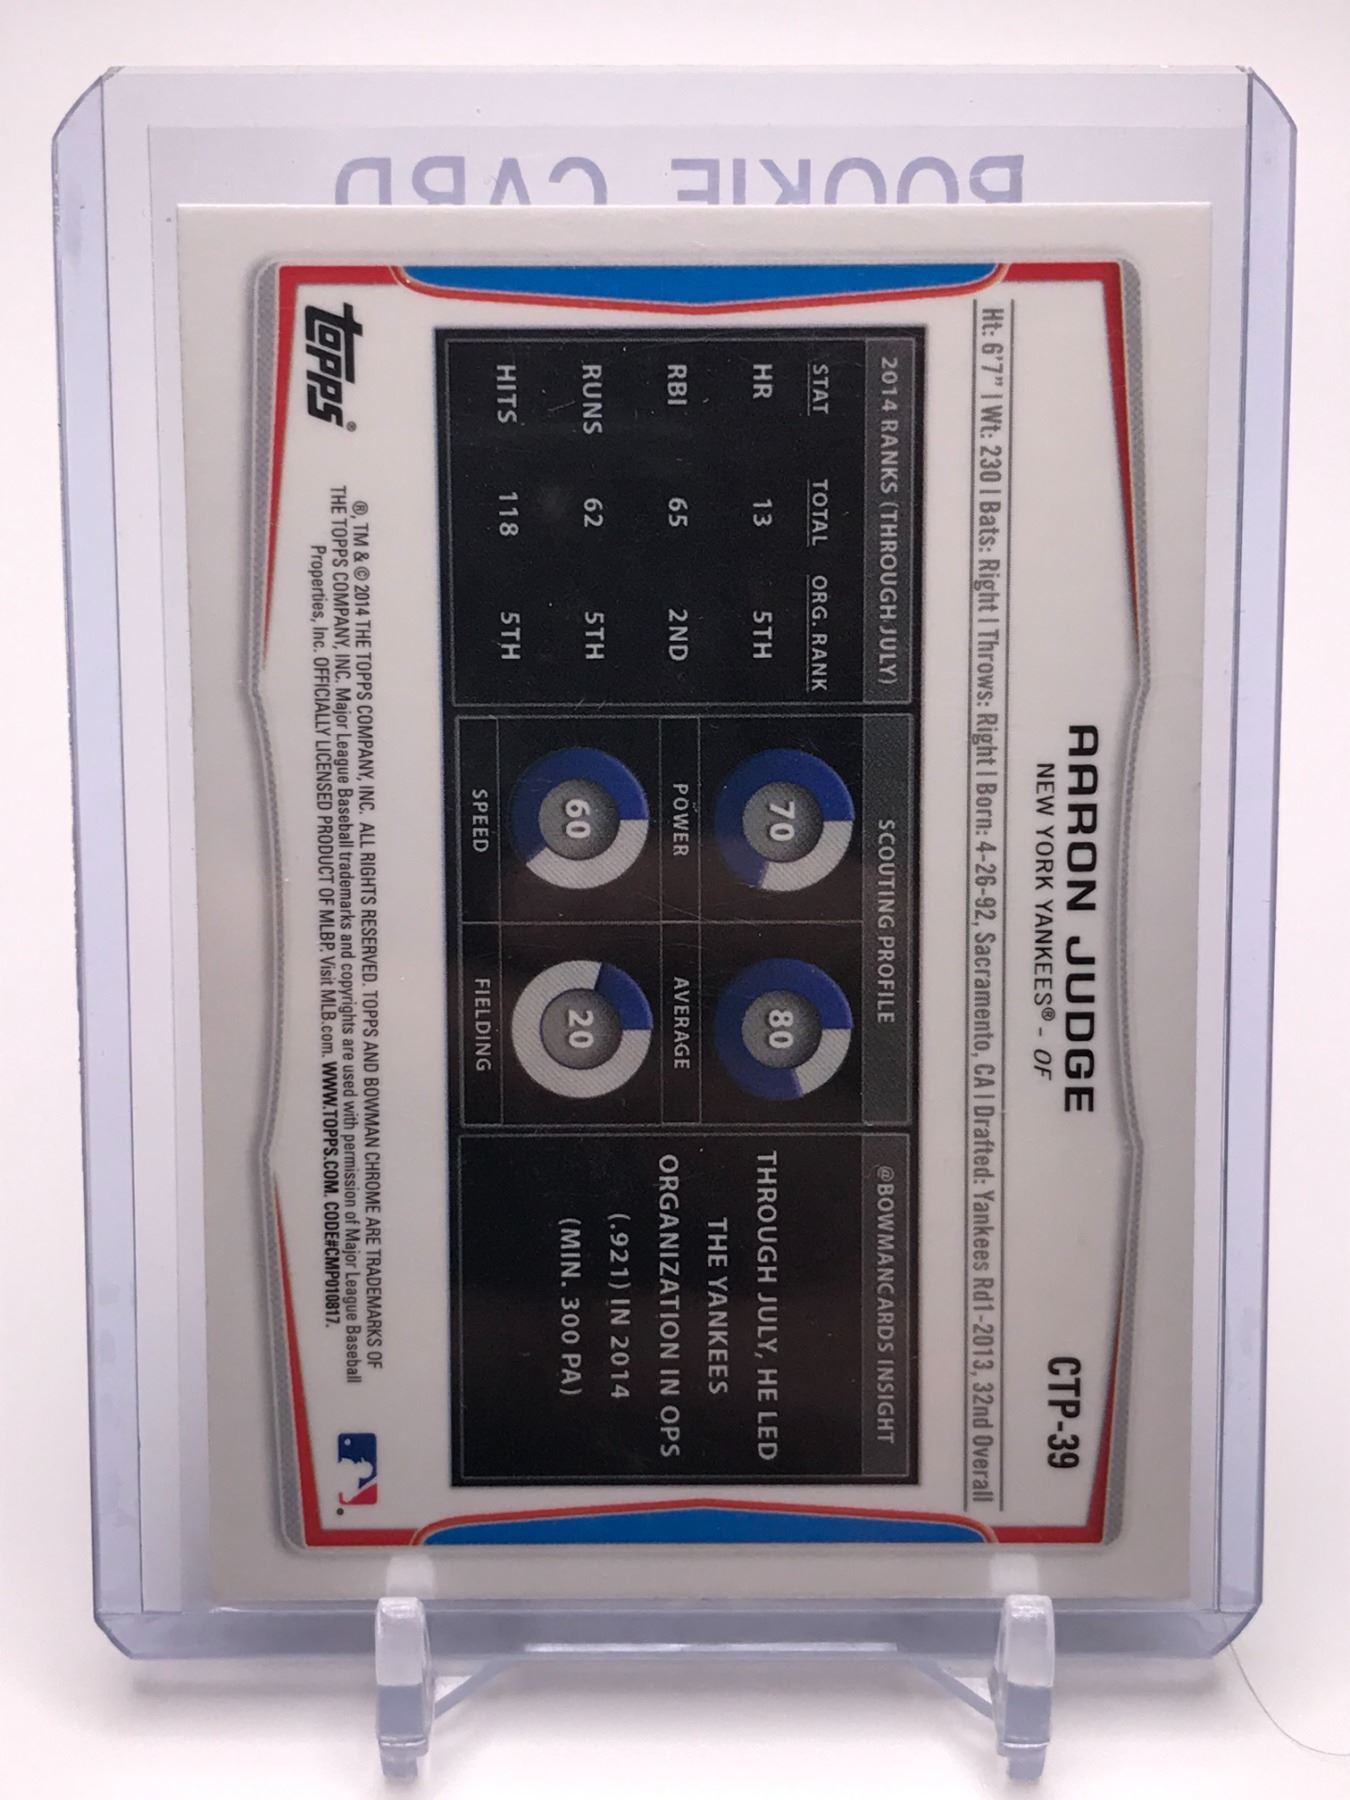 ROOKIE CARD
AARON JUDGE
NEW YORK YANKEES® - OF
CTP-39
Ht: 6'7" | Wt: 230 | Bats: Right | Throws: Right | Born: 4-26-92, Sacramento, CA | Drafted: Yankees Rd1 -2013, 32nd Overall
2014 RANKS (THROUGH JULY)
STAT TOTAL ORG. RANK
HR 13 5TH
RBI 65 2ND
RUNS 62 5TH
HITS 118 5TH
SCOUTING PROFILE
70
POWER
80
AVERAGE
60
SPEED
20
FIELDING
@BOWMANCARDS INSIGHT
THROUGH JULY, HE LED
THE YANKEES
ORGANIZATION IN OPS
(.921) IN 2014
(MIN. 300 PA)
topps®
®, TM & © 2014 THE TOPPS COMPANY, INC. ALL RIGHTS RESERVED. TOPPS AND BOWMAN CHROME ARE TRADEMARKS OF
THE TOPPS COMPANY, INC. Major League Baseball trademarks and copyrights are used with permission of Major League Baseball
Properties, Inc. OFFICIALLY LICENSED PRODUCT OF MLBP. Visit MLB.com. WWW.TOPPS.COM. CODE#CMP010817.